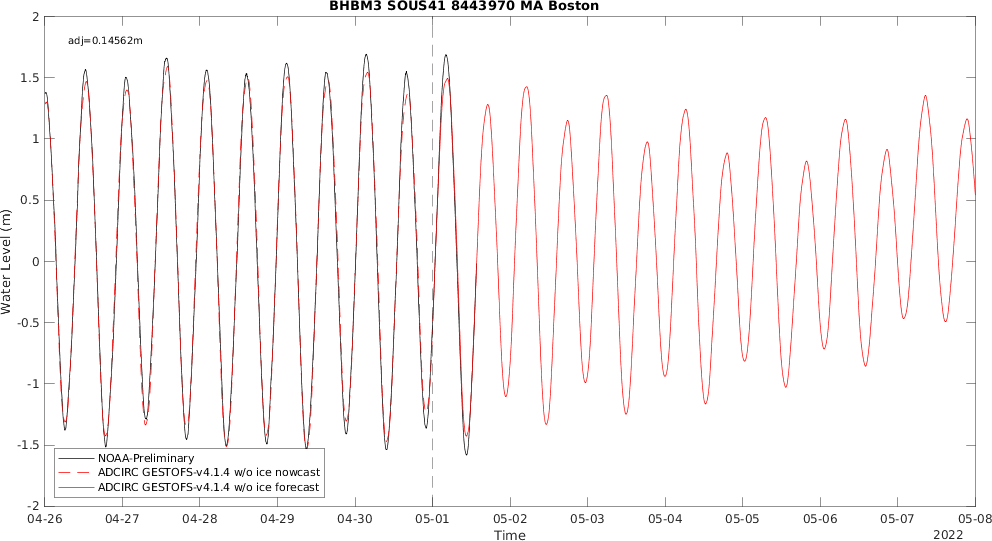 BHBM3 SOUS41 8443970 MA Boston
adj=0.14562m
2
1.5
1
0.5
0
-0.5
-1
-1.5
-2
Water Level (m)
NOAA-Preliminary
ADCIRC GESTOFS-v4.1.4 w/o ice nowcast
ADCIRC GESTOFS-v4.1.4 w/o ice forecast
04-26 04-27 04-28 04-29 04-30 05-01 05-02 05-03 05-04 05-05 05-06 05-07 05-08
Time
2022